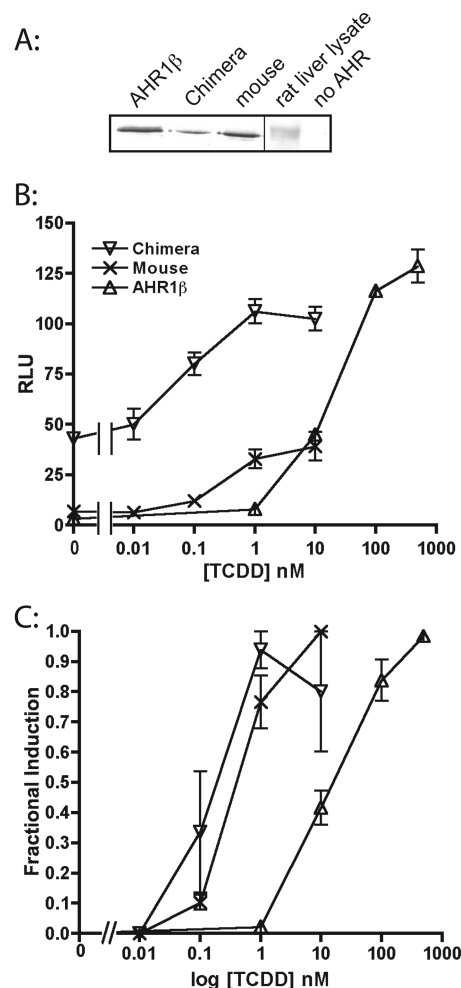 A:
AHR1β
Chimera
mouse
rat liver lysate
no AHR
B:
150
125
100
75
50
25
0
RLU
Chimera
Mouse
AHR1β
0 0.01 0.1 1 10 100 1000
[TCDD] nM
C:
1.0
0.9
0.8
0.7
0.6
0.5
0.4
0.3
0.2
0.1
0.0
Fractional Induction
0 0.01 0.1 1 10 100 1000
log [TCDD] nM